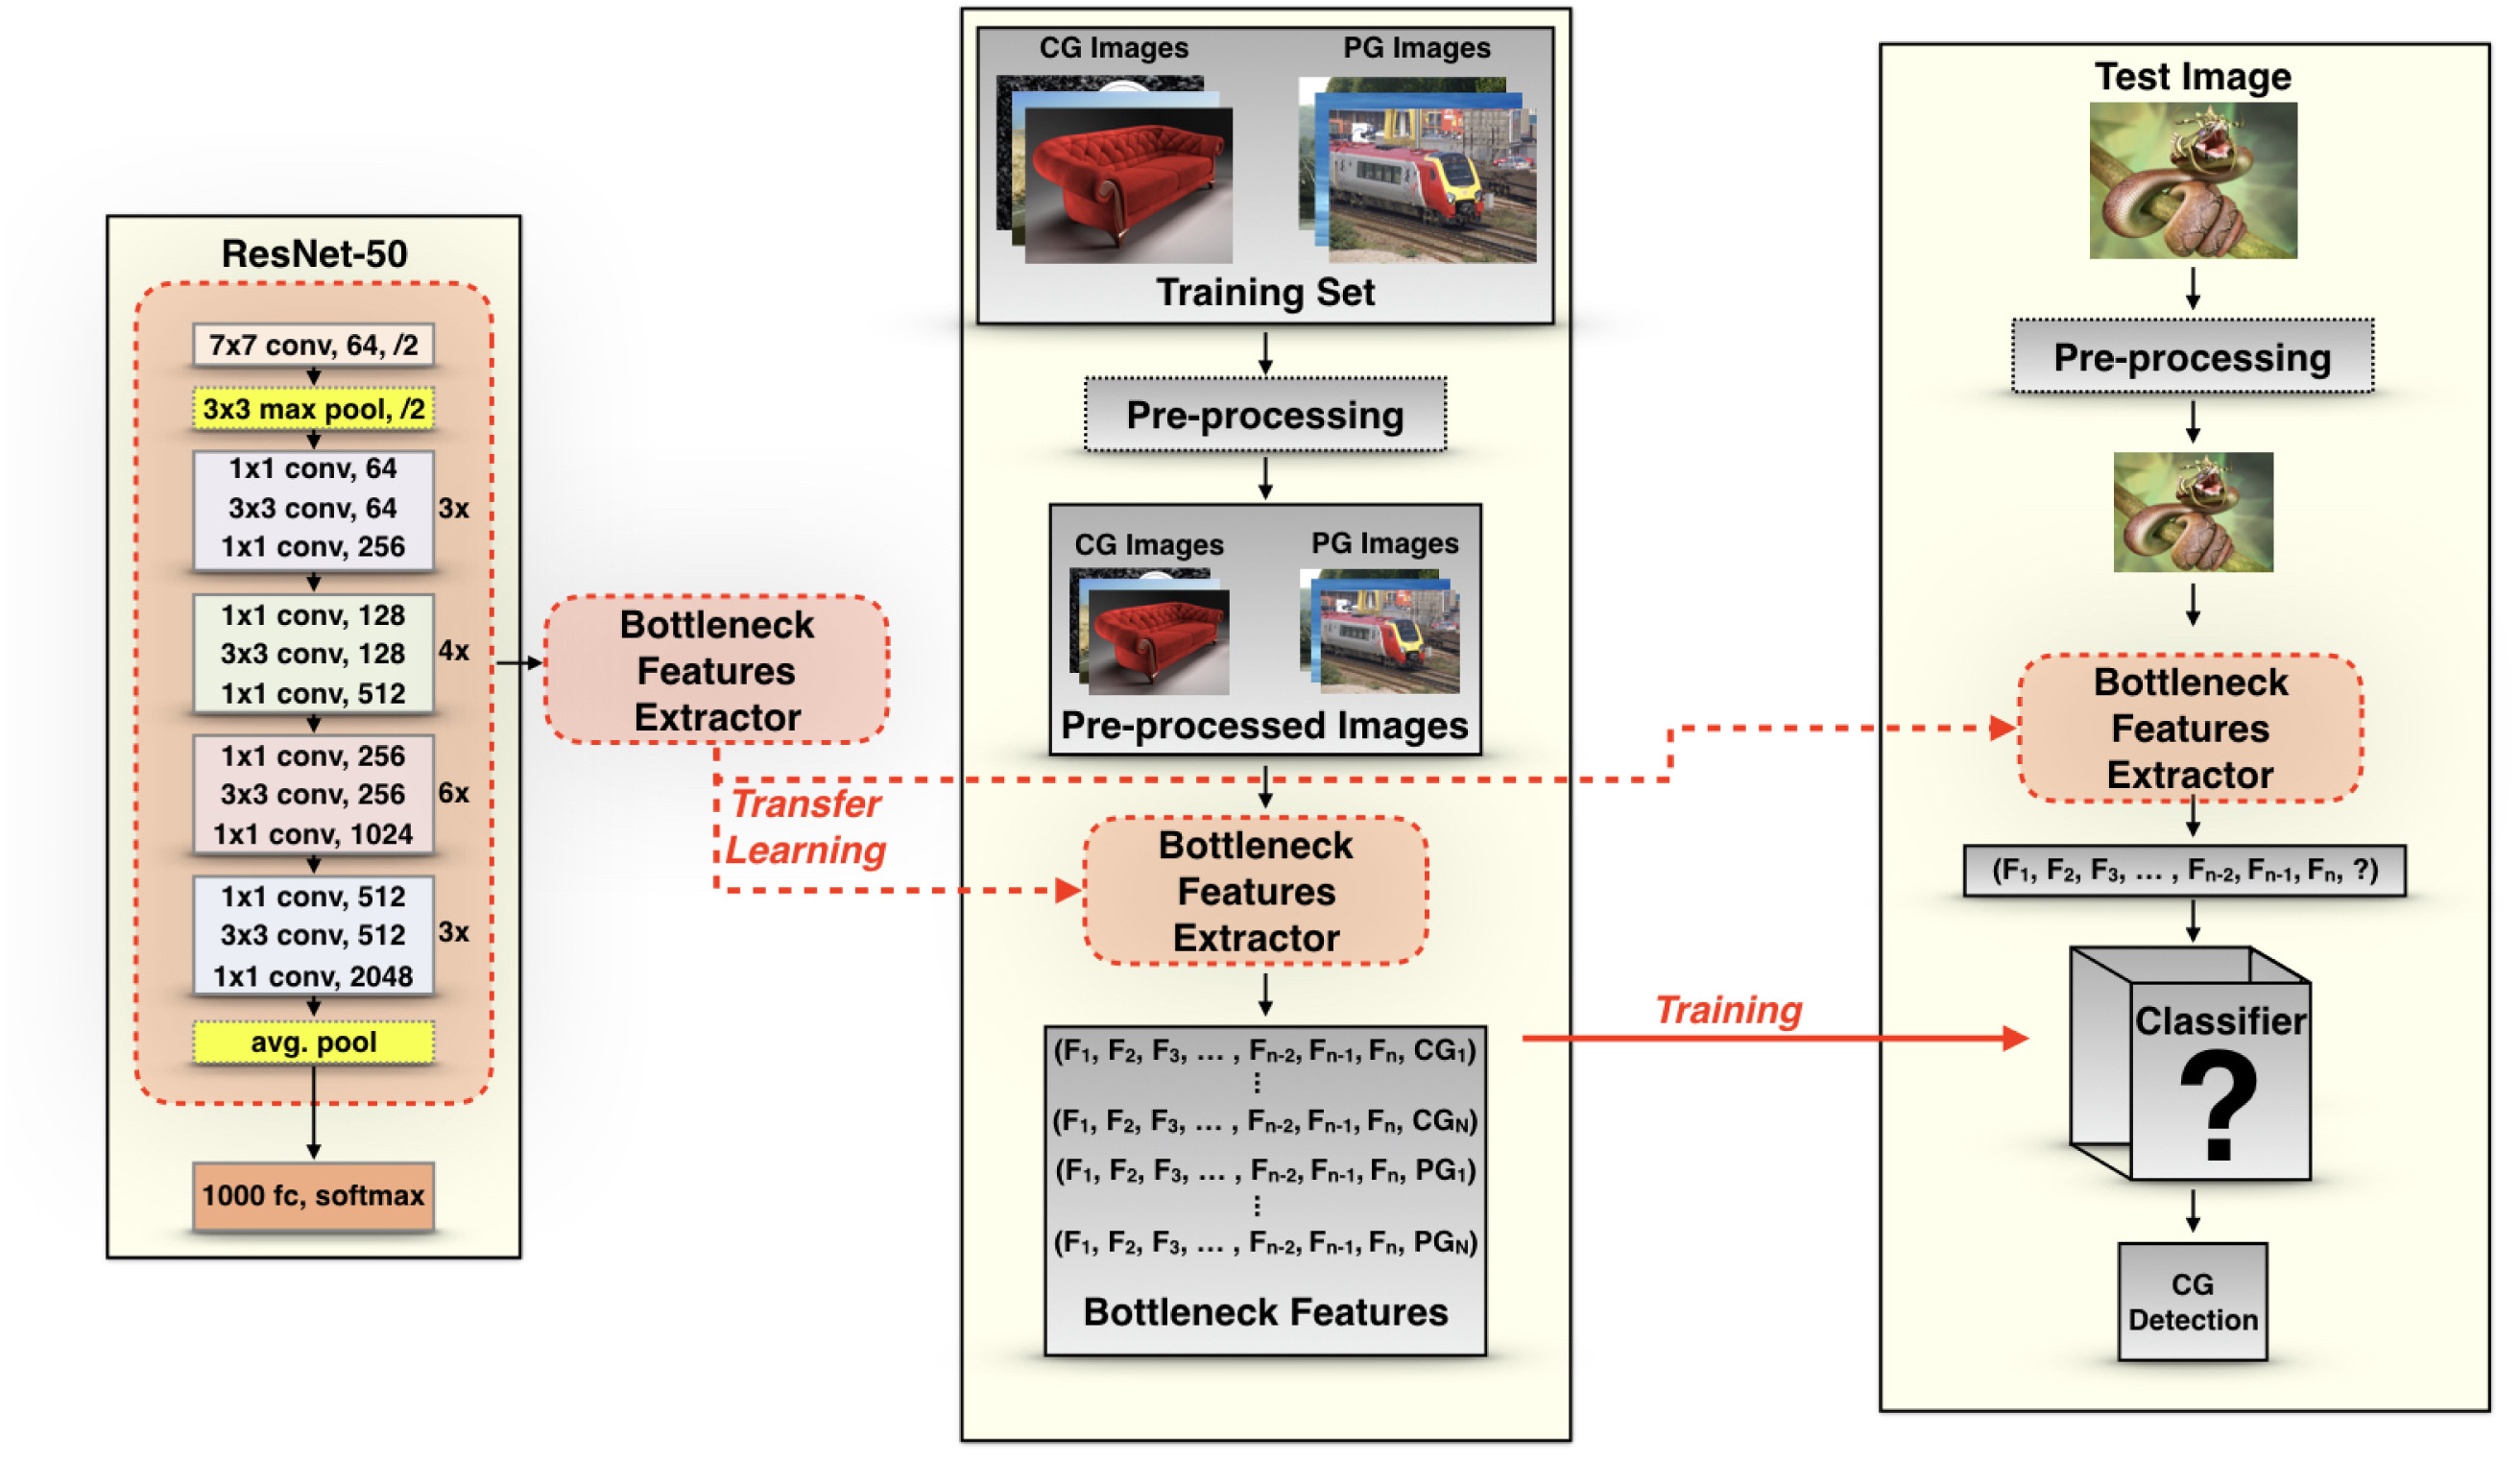 ResNet-50
7x7 conv, 64, /2
3x3 max pool, /2
1x1 conv, 64
3x3 conv, 64
1x1 conv, 256
3x
1x1 conv, 128
3x3 conv, 128
1x1 conv, 512
4x
1x1 conv, 256
3x3 conv, 256
1x1 conv, 1024
6x
1x1 conv, 512
3x3 conv, 512
1x1 conv, 2048
3x
avg. pool
1000 fc, softmax
Bottleneck
Features
Extractor
Transfer
Learning
CG Images
PG Images
Training Set
Pre-processing
CG Images
PG Images
Pre-processed Images
Bottleneck
Features
Extractor
(F₁, F₂, F₃, ... , Fₙ₋₂, Fₙ₋₁, Fₙ, CG₁)
⋮
(F₁, F₂, F₃, ... , Fₙ₋₂, Fₙ₋₁, Fₙ, CG_N)
(F₁, F₂, F₃, ... , Fₙ₋₂, Fₙ₋₁, Fₙ, PG₁)
⋮
(F₁, F₂, F₃, ... , Fₙ₋₂, Fₙ₋₁, Fₙ, PG_N)
Bottleneck Features
Training
Test Image
Pre-processing
Bottleneck
Features
Extractor
(F₁, F₂, F₃, ... , Fₙ₋₂, Fₙ₋₁, Fₙ, ?)
Classifier
?
CG
Detection